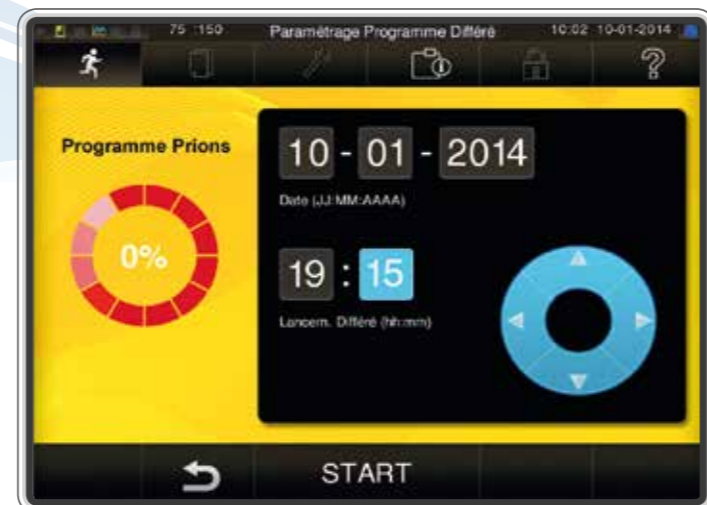 75 :150 Paramétrage Programme Différé 10:02 10-01-2014
?
Programme Prions
10 - 01 - 2014
Date (JJ:MM:AAAA)
0%
19 : 15
Lancem. Différé (hh:mm)
START